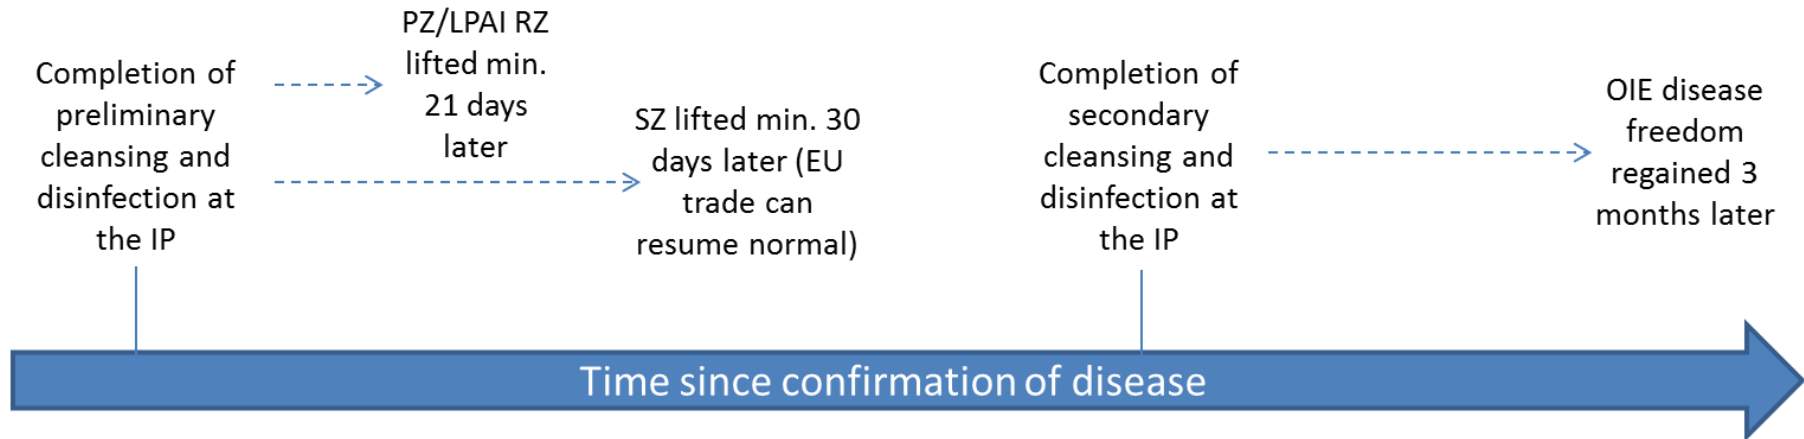 Completion of
preliminary
cleansing and
disinfection at
the IP
PZ/LPAI RZ
lifted min.
21 days
later
SZ lifted min. 30
days later (EU
trade can
resume normal)
Completion of
secondary
cleansing and
disinfection at
the IP
OIE disease
freedom
regained 3
months later
Time since confirmation of disease